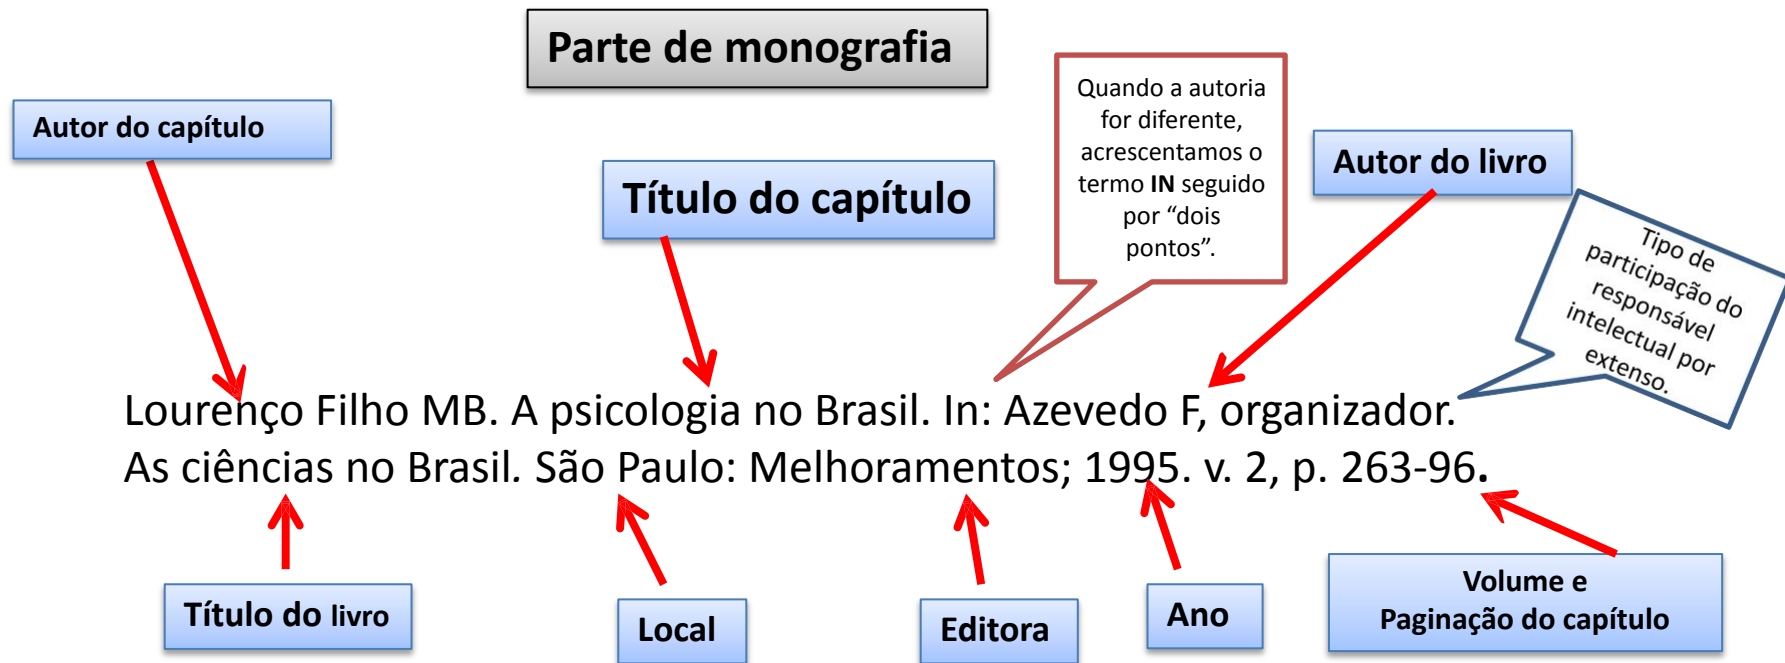 Parte de monografia
Autor do capítulo
Título do capítulo
Quando a autoria
for diferente,
acrescentamos o
termo IN seguido
por “dois
pontos”.
Autor do livro
Tipo de
participação do
responsável
intelectual por
extenso.
Lourenço Filho MB. A psicologia no Brasil. In: Azevedo F, organizador.
As ciências no Brasil. São Paulo: Melhoramentos; 1995. v. 2, p. 263-96.
Título do livro
Local
Editora
Ano
Volume e
Paginação do capítulo